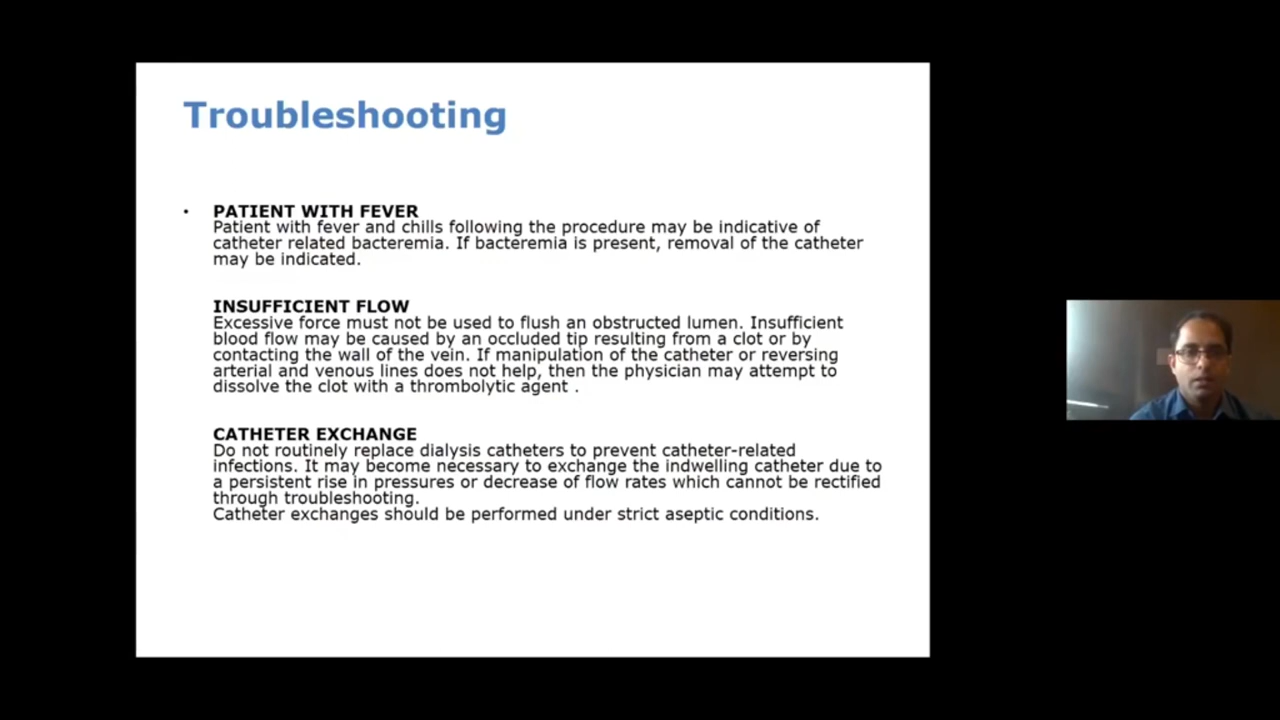 Troubleshooting
• PATIENT WITH FEVER
Patient with fever and chills following the procedure may be indicative of
catheter related bacteremia. If bacteremia is present, removal of the catheter
may be indicated.
INSUFFICIENT FLOW
Excessive force must not be used to flush an obstructed lumen. Insufficient
blood flow may be caused by an occluded tip resulting from a clot or by
contacting the wall of the vein. If manipulation of the catheter or reversing
arterial and venous lines does not help, then the physician may attempt to
dissolve the clot with a thrombolytic agent .
CATHETER EXCHANGE
Do not routinely replace dialysis catheters to prevent catheter-related
infections. It may become necessary to exchange the indwelling catheter due to
a persistent rise in pressures or decrease of flow rates which cannot be rectified
through troubleshooting.
Catheter exchanges should be performed under strict aseptic conditions.